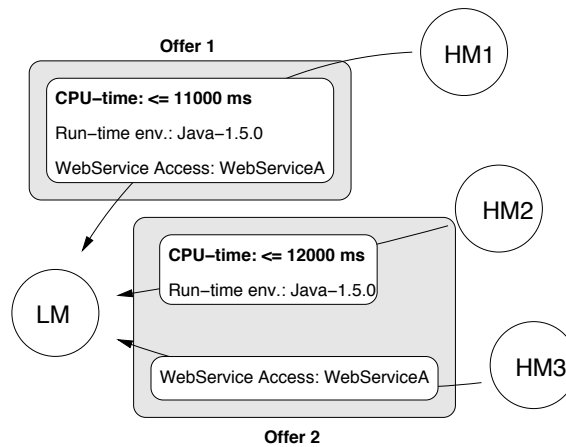 Offer 1
HM1
CPU–time: <= 11000 ms
Run–time env.: Java–1.5.0
WebService Access: WebServiceA
HM2
CPU–time: <= 12000 ms
Run–time env.: Java–1.5.0
LM
WebService Access: WebServiceA
HM3
Offer 2